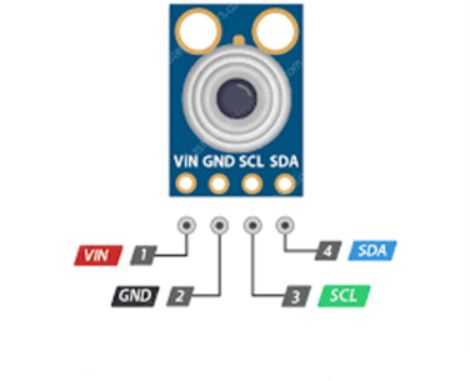 VIN GND SCL SDA
VIN 1
4 SDA
GND 2
3 SCL